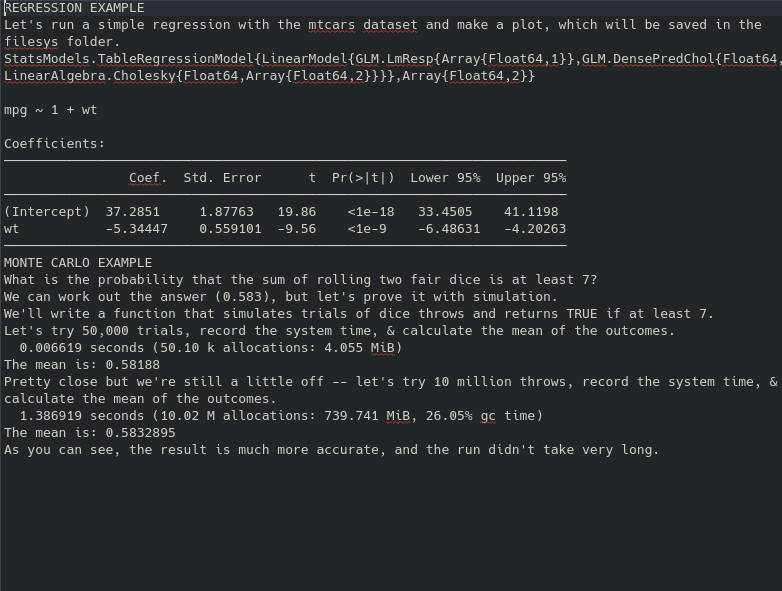 REGRESSION EXAMPLE
Let's run a simple regression with the mtcars dataset and make a plot, which will be saved in the
filesys folder.
StatsModels.TableRegressionModel{LinearModel{GLM.LmResp{Array{Float64,1}},GLM.DensePredChol{Float64,
LinearAlgebra.Cholesky{Float64,Array{Float64,2}}}},Array{Float64,2}}
mpg ~ 1 + wt
Coefficients:
Coef. Std. Error t Pr(>|t|) Lower 95% Upper 95%
(Intercept) 37.2851 1.87763 19.86 <1e-18 33.4505 41.1198
wt -5.34447 0.559101 -9.56 <1e-9 -6.48631 -4.20263
MONTE CARLO EXAMPLE
What is the probability that the sum of rolling two fair dice is at least 7?
We can work out the answer (0.583), but let's prove it with simulation.
We'll write a function that simulates trials of dice throws and returns TRUE if at least 7.
Let's try 50,000 trials, record the system time, & calculate the mean of the outcomes.
0.006619 seconds (50.10 k allocations: 4.055 MiB)
The mean is: 0.58188
Pretty close but we're still a little off -- let's try 10 million throws, record the system time, &
calculate the mean of the outcomes.
1.386919 seconds (10.02 M allocations: 739.741 MiB, 26.05% gc time)
The mean is: 0.5832895
As you can see, the result is much more accurate, and the run didn't take very long.